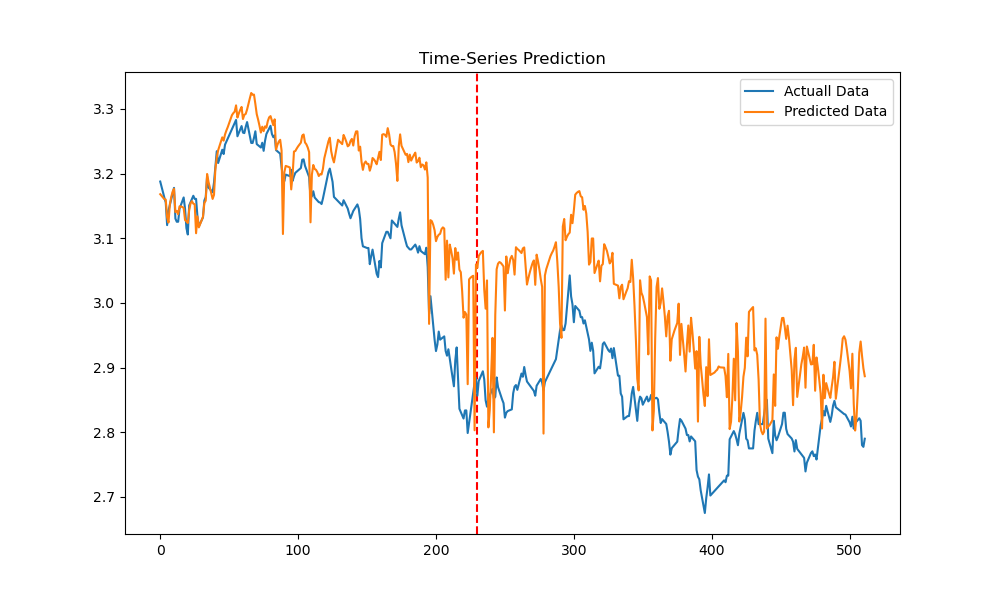 Time-Series Prediction
Actuall Data
Predicted Data
3.3
3.2
3.1
3.0
2.9
2.8
2.7
0 100 200 300 400 500